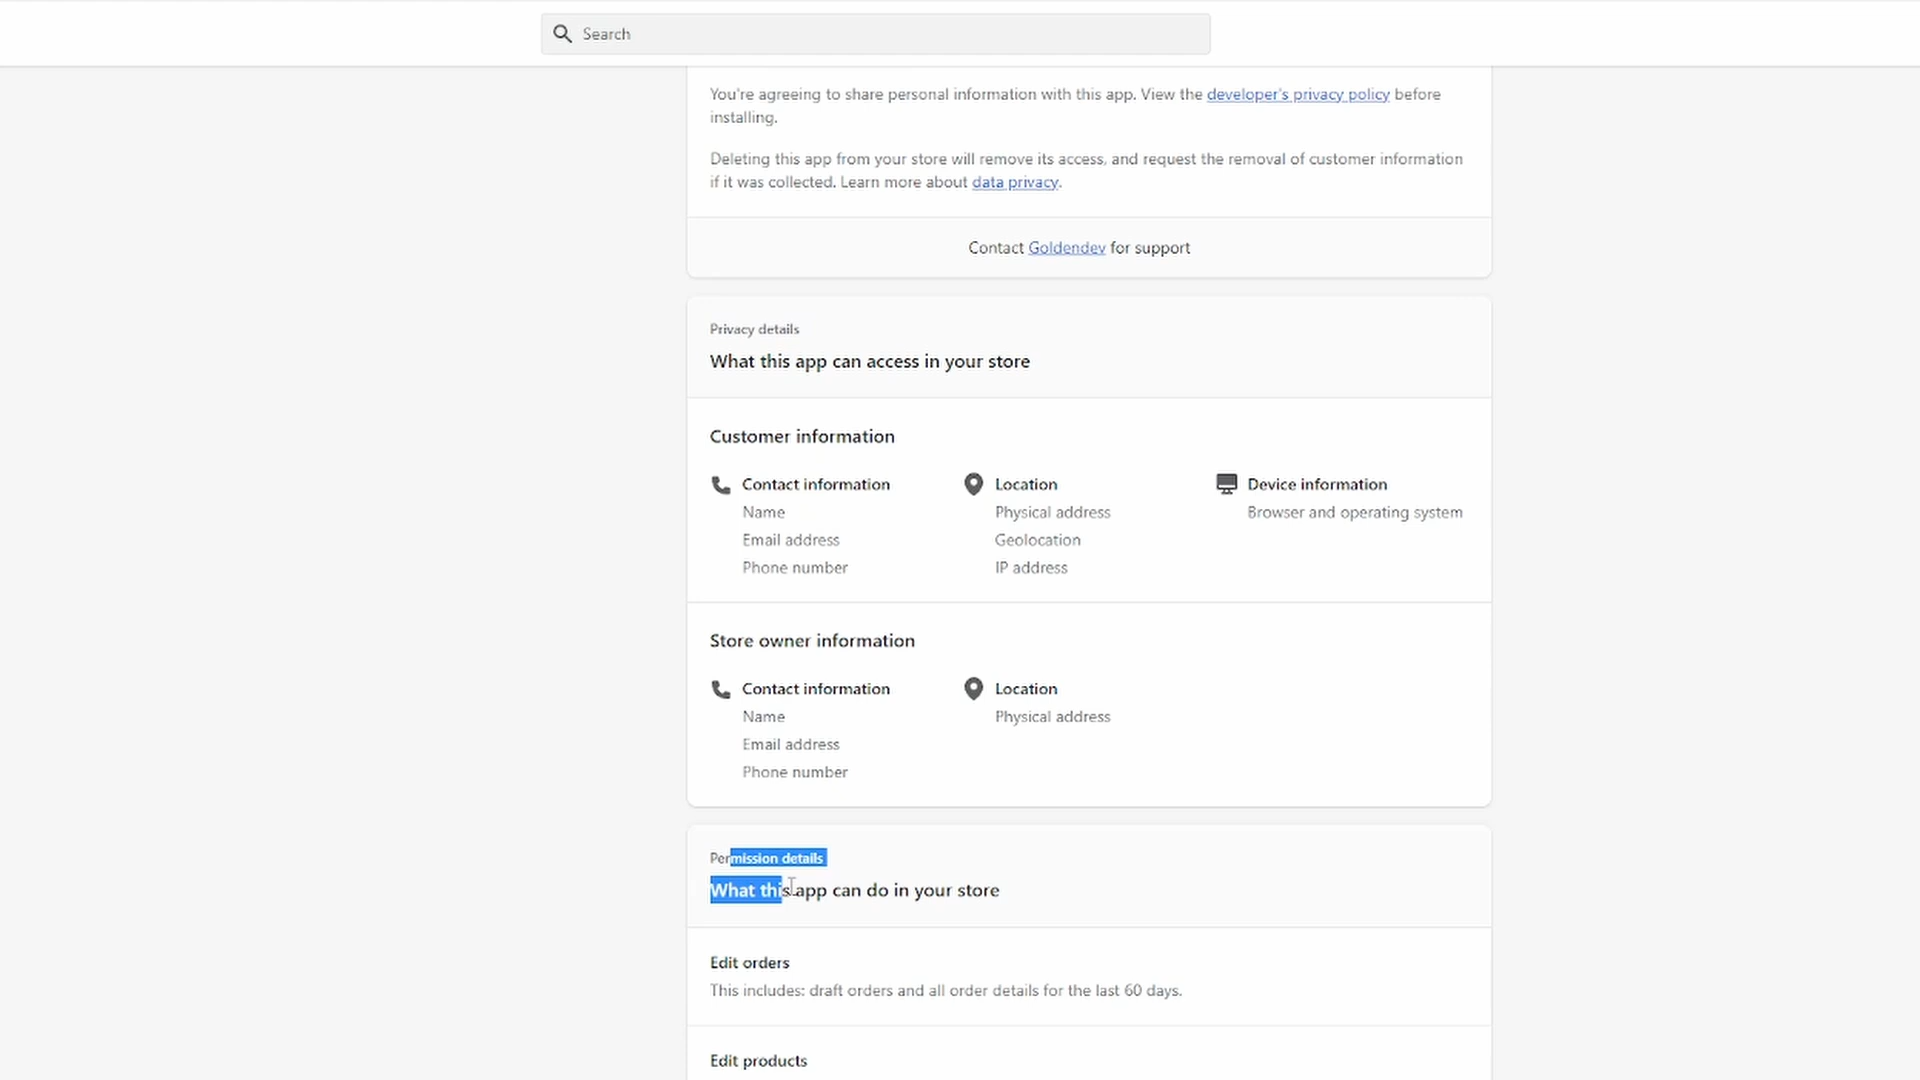 Search
You're agreeing to share personal information with this app. View the developer's privacy policy before
installing.
Deleting this app from your store will remove its access, and request the removal of customer information
if it was collected. Learn more about data privacy.
Contact Goldendev for support
Privacy details
What this app can access in your store
Customer information
Contact information
Name
Email address
Phone number
Location
Physical address
Geolocation
IP address
Device information
Browser and operating system
Store owner information
Contact information
Name
Email address
Phone number
Location
Physical address
Permission details
What this app can do in your store
Edit orders
This includes: draft orders and all order details for the last 60 days.
Edit products